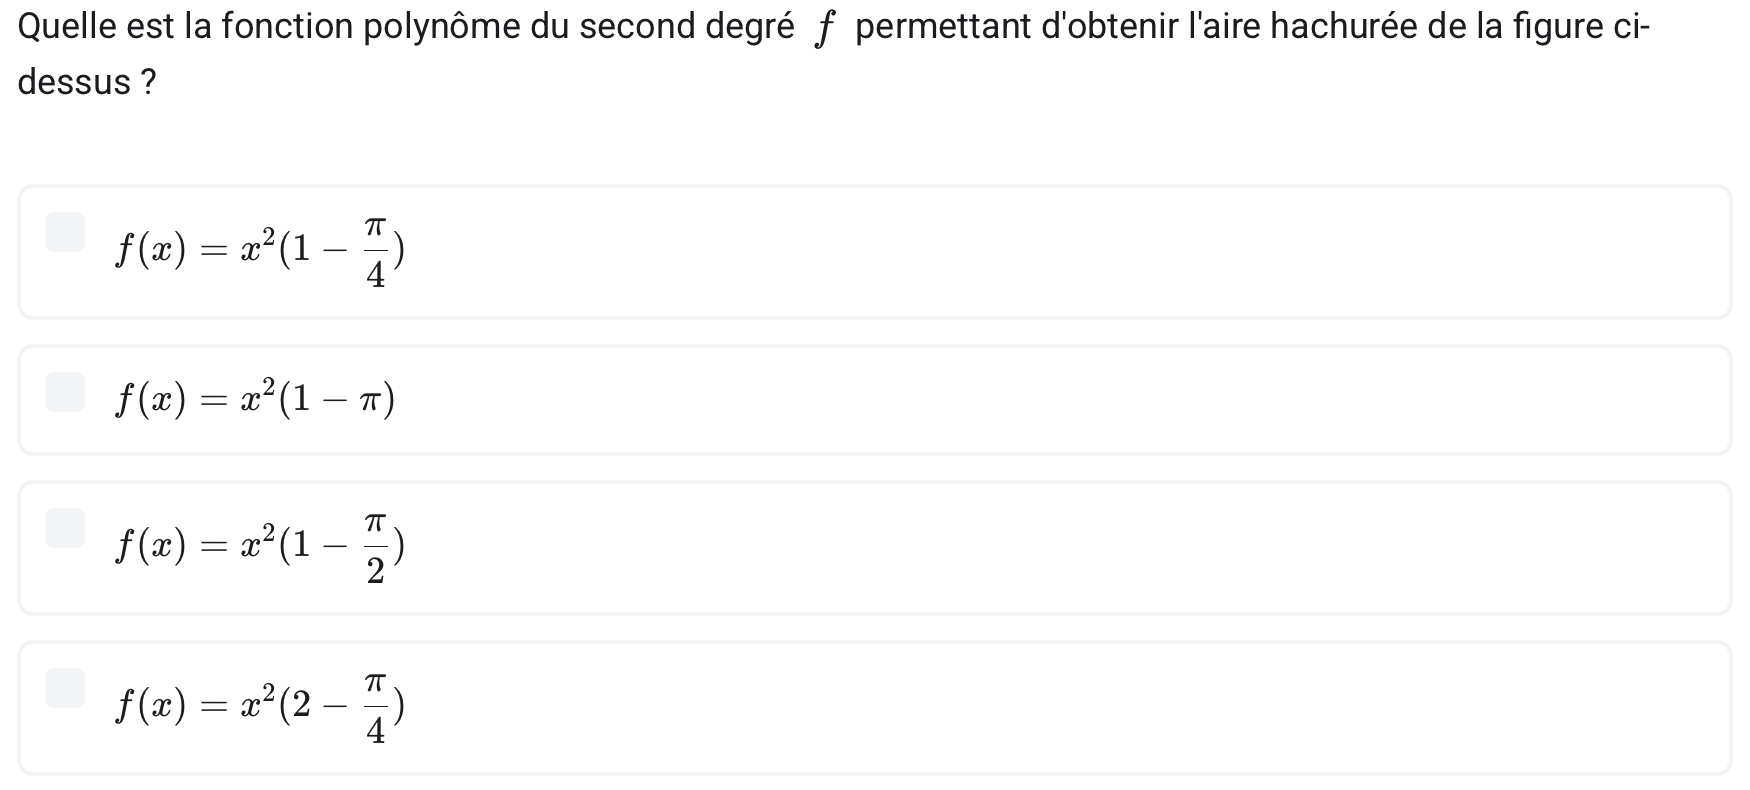 Quelle est la fonction polynôme du second degré f permettant d'obtenir l'aire hachurée de la figure ci-
dessus ?
f(x) = x²(1 − π/4)
f(x) = x²(1 − π)
f(x) = x²(1 − π/2)
f(x) = x²(2 − π/4)